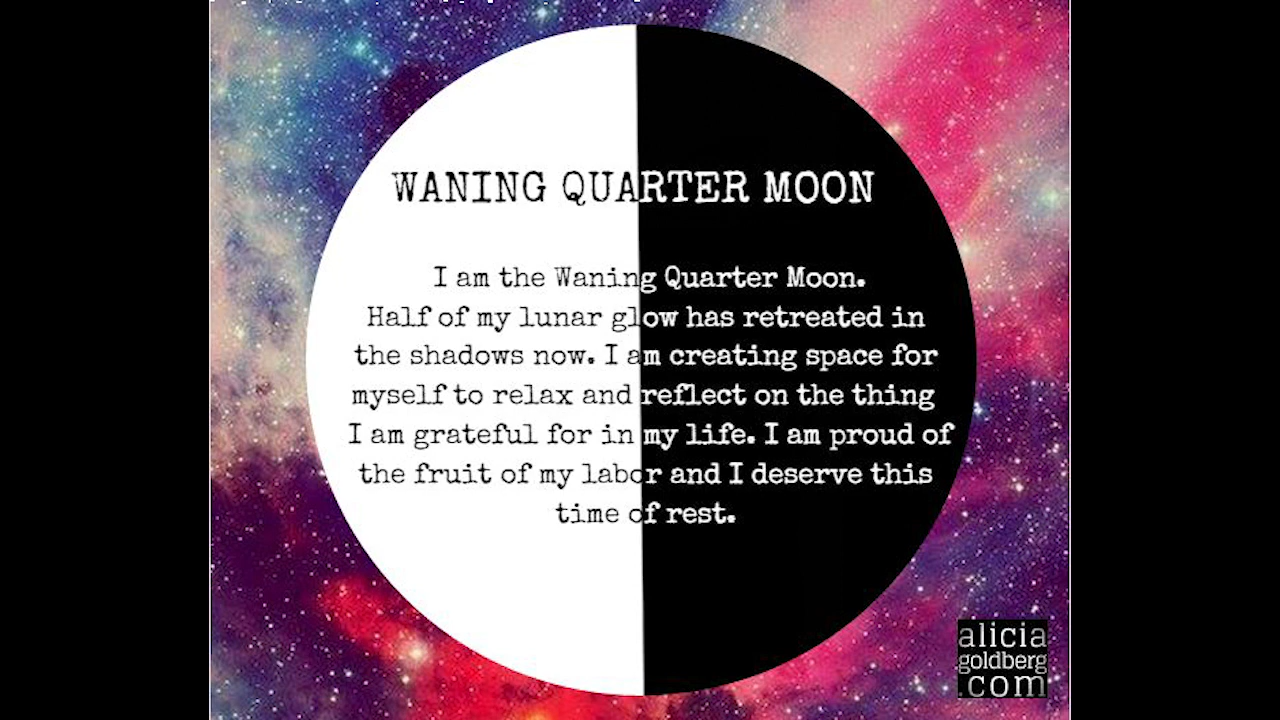 WANING QUARTER MOON
I am the Waning Quarter Moon.
Half of my lunar glow has retreated in
the shadows now. I am creating space for
myself to relax and reflect on the thing
I am grateful for in my life. I am proud of
the fruit of my labor and I deserve this
time of rest.
alicia
goldberg
.com